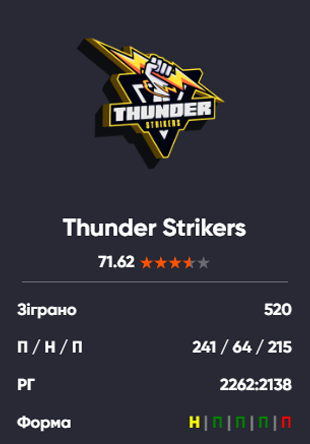 THUNDER
STRIKERS
Thunder Strikers
71.62
Зіграно 520
П / Н / П 241 / 64 / 215
РГ 2262:2138
Форма Н | П | П | П | П